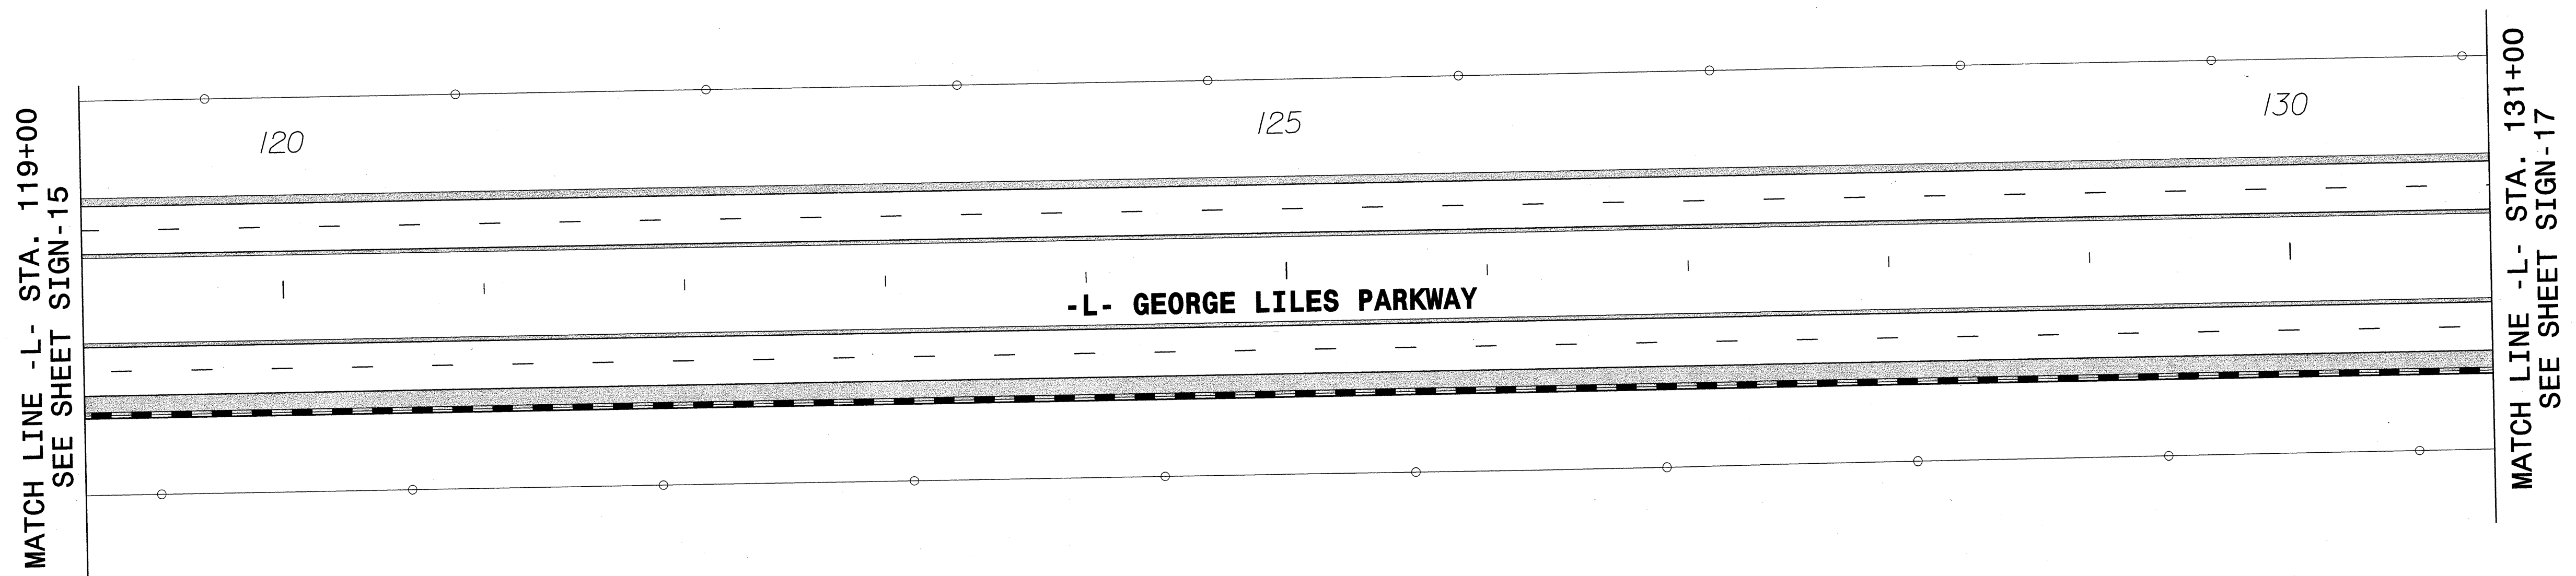 MATCH LINE -L- STA. 119+00
SEE SHEET SIGN-15
120
125
130
-L- GEORGE LILES PARKWAY
MATCH LINE -L- STA. 131+00
SEE SHEET SIGN-17